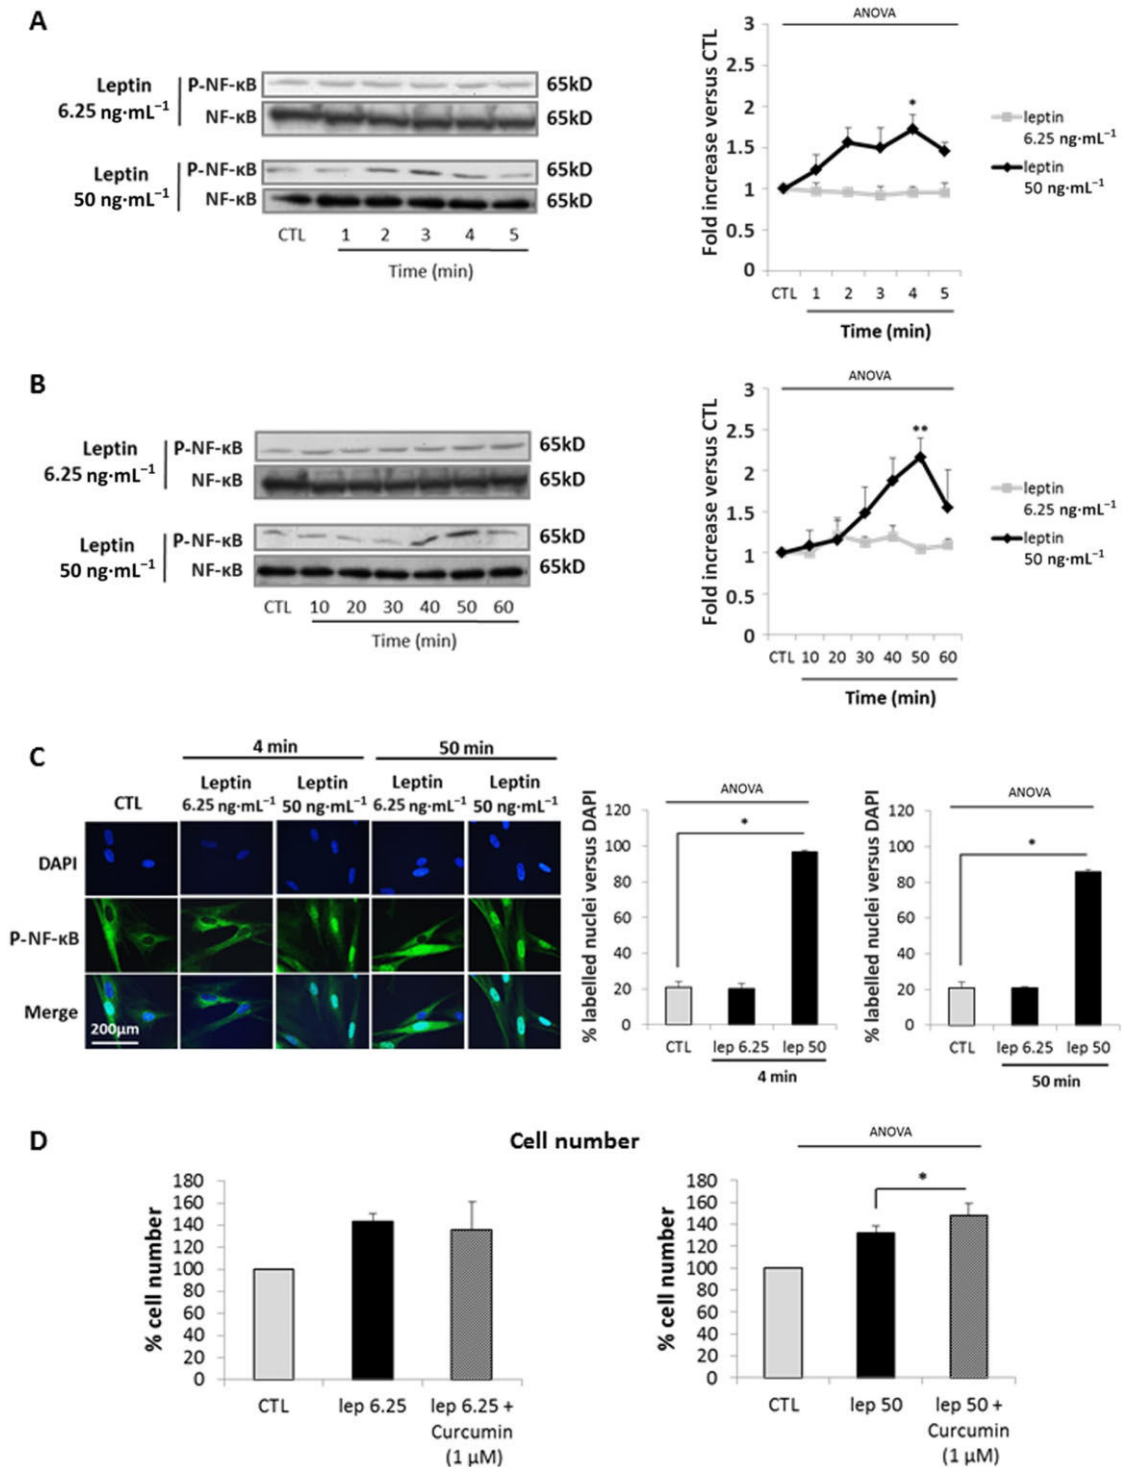 A
Leptin
6.25 ng·mL⁻¹
P-NF-κB 65kD
NF-κB 65kD
Leptin
50 ng·mL⁻¹
P-NF-κB 65kD
NF-κB 65kD
CTL 1 2 3 4 5
Time (min)
ANOVA
Fold increase versus CTL
3
2.5
2
1.5
1
0.5
0
*
leptin
6.25 ng·mL⁻¹
leptin
50 ng·mL⁻¹
CTL 1 2 3 4 5
Time (min)
B
Leptin
6.25 ng·mL⁻¹
P-NF-κB 65kD
NF-κB 65kD
Leptin
50 ng·mL⁻¹
P-NF-κB 65kD
NF-κB 65kD
CTL 10 20 30 40 50 60
Time (min)
ANOVA
Fold increase versus CTL
3
2.5
2
1.5
1
0.5
0
**
leptin
6.25 ng·mL⁻¹
leptin
50 ng·mL⁻¹
CTL 10 20 30 40 50 60
Time (min)
C
4 min 50 min
CTL
Leptin
6.25 ng·mL⁻¹
Leptin
50 ng·mL⁻¹
Leptin
6.25 ng·mL⁻¹
Leptin
50 ng·mL⁻¹
DAPI
P-NF-κB
Merge
200µm
ANOVA
% labelled nuclei versus DAPI
120
100
80
60
40
20
0
*
CTL lep 6.25 lep 50
4 min
ANOVA
% labelled nuclei versus DAPI
120
100
80
60
40
20
0
*
CTL lep 6.25 lep 50
50 min
D
Cell number
% cell number
180
160
140
120
100
80
60
40
20
0
CTL lep 6.25 lep 6.25 +
Curcumin
(1 µM)
ANOVA
% cell number
180
160
140
120
100
80
60
40
20
0
*
CTL lep 50 lep 50 +
Curcumin
(1 µM)